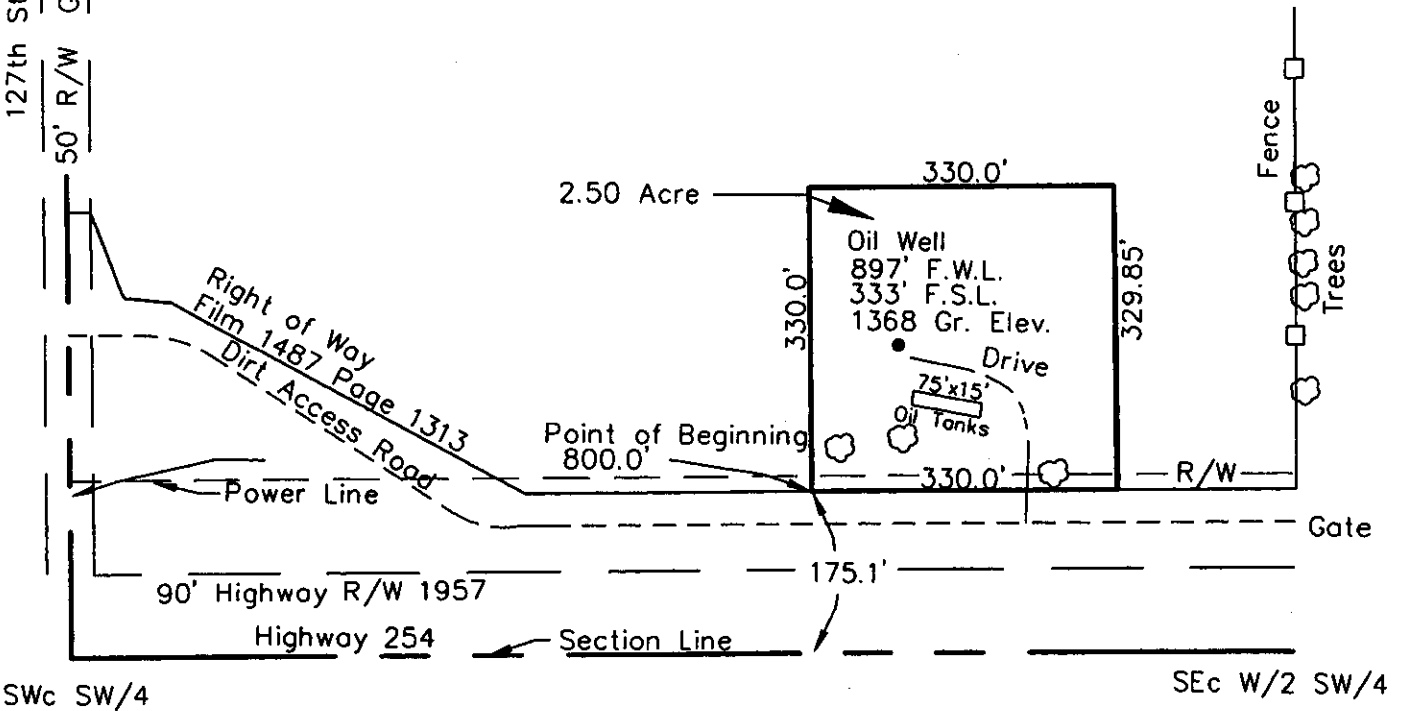 127th St
50' R/W G
Fence
330.0'
2.50 Acre
Oil Well
897' F.W.L.
333' F.S.L.
1368 Gr. Elev.
330.0'
329.85'
Trees
Right of Way
Film 1487 Page 1313
Dirt Access Road
Drive
75'x15'
Oil Tanks
Point of Beginning
800.0'
330.0'
R/W
Power Line
Gate
175.1'
90' Highway R/W 1957
Highway 254
Section Line
SWc SW/4
SEc W/2 SW/4